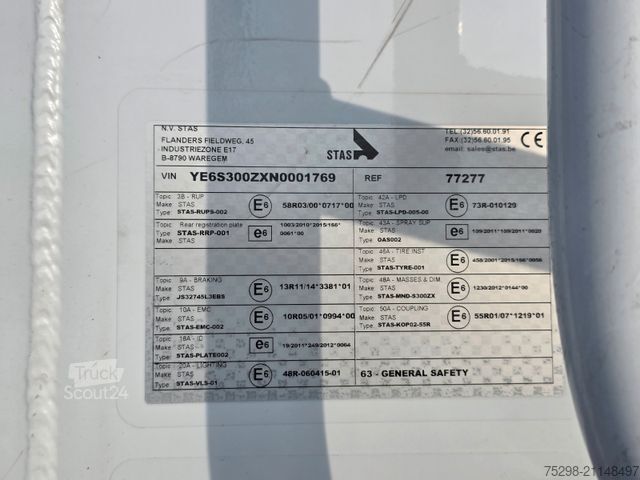 N.V. STAS
FLANDERS FIELDWEG, 45
INDUSTRIEZONE E17
B-8790 WAREGEM
STAS
TEL.(32)56.60.01.91
FAX.(32)56.60.01.95
email: sales@stas.be
CE
VIN YE6S300ZXN0001769 REF 77277
Topic 3B - RUP
Make STAS
Type: STAS-RUPS-002
E6 58R03/00*0717*00
Topic 42A - LPD
Make STAS
Type: STAS-LPD-005-00
E6 73R-010129
Topic Rear registration plate
Make STAS
Type: STAS-RRP-001
e6 1003/2010*2015/166*
0061*00
Topic 43A - SPRAY SUP
Make STAS
Type: OAS002
e6 109/2011*109/2011*0020
Topic 46A - TIRE INST
Make STAS
Type: STAS-TYRE-001
E6 458/2001*2015/166*0056
Topic 9A - BRAKING
Make STAS
Type: JS32745L3EBS
E6 13R11/14*3381*01
Topic 48A - MASSES & DIM.
Make STAS
Type: STAS-MND-S300ZX
E6 1230/2012*0144*00
Topic 10A - EMC
Make STAS
Type: STAS-EMC-002
E6 10R05/01*0994*00
Topic 50A - COUPLING
Make STAS
Type: STAS-KOP02-55R
E6 55R01/07*1219*01
Topic 18A - ID
Make STAS
Type: STAS-PLATE002
e6 19/2011*249/2012*0064
Topic 20A - LIGHTING
Make STAS
Type: STAS-VLS-01
E6 48R-060415-01
63 - GENERAL SAFETY
Truck
Scout24
75298-21148497